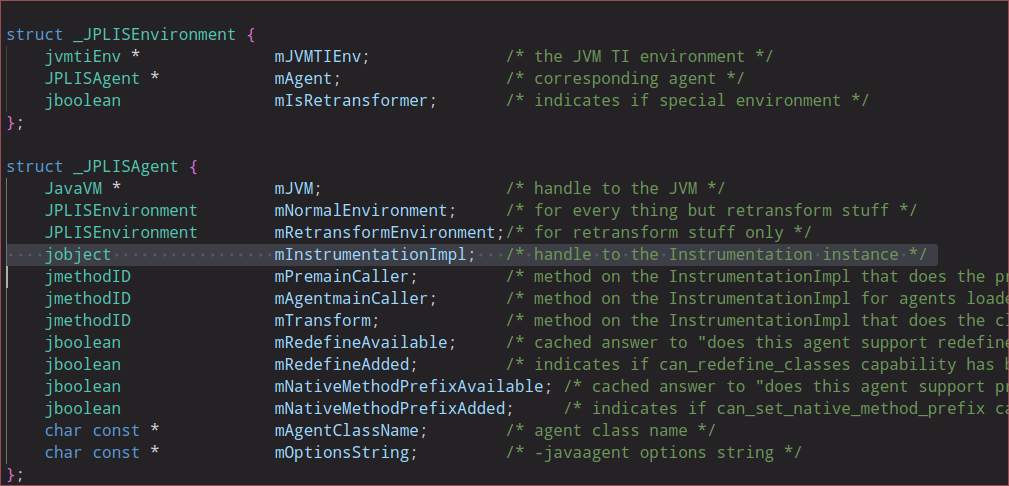 struct _JPLISEnvironment {
jvmtiEnv * mJVMTIEnv; /* the JVM TI environment */
JPLISAgent * mAgent; /* corresponding agent */
jboolean mIsRetransformer; /* indicates if special environment */
};
struct _JPLISAgent {
JavaVM * mJVM; /* handle to the JVM */
JPLISEnvironment mNormalEnvironment; /* for every thing but retransform stuff */
JPLISEnvironment mRetransformEnvironment;/* for retransform stuff only */
jobject mInstrumentationImpl; /* handle to the Instrumentation instance */
jmethodID mPremainCaller; /* method on the InstrumentationImpl that does the pr
jmethodID mAgentmainCaller; /* method on the InstrumentationImpl for agents loade
jmethodID mTransform; /* method on the InstrumentationImpl that does the cl
jboolean mRedefineAvailable; /* cached answer to "does this agent support redefine
jboolean mRedefineAdded; /* indicates if can_redefine_classes capability has b
jboolean mNativeMethodPrefixAvailable; /* cached answer to "does this agent support pr
jboolean mNativeMethodPrefixAdded; /* indicates if can_set_native_method_prefix ca
char const * mAgentClassName; /* agent class name */
char const * mOptionsString; /* -javaagent options string */
};